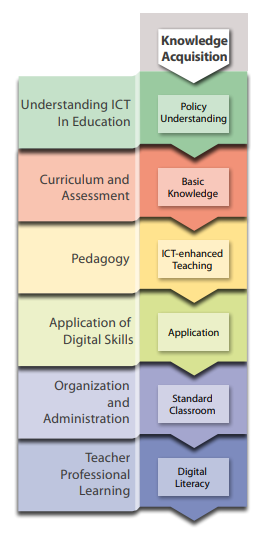 Knowledge
Acquisition
Understanding ICT
In Education
Policy
Understanding
Curriculum and
Assessment
Basic
Knowledge
Pedagogy
ICT-enhanced
Teaching
Application of
Digital Skills
Application
Organization
and
Administration
Standard
Classroom
Teacher
Professional
Learning
Digital
Literacy